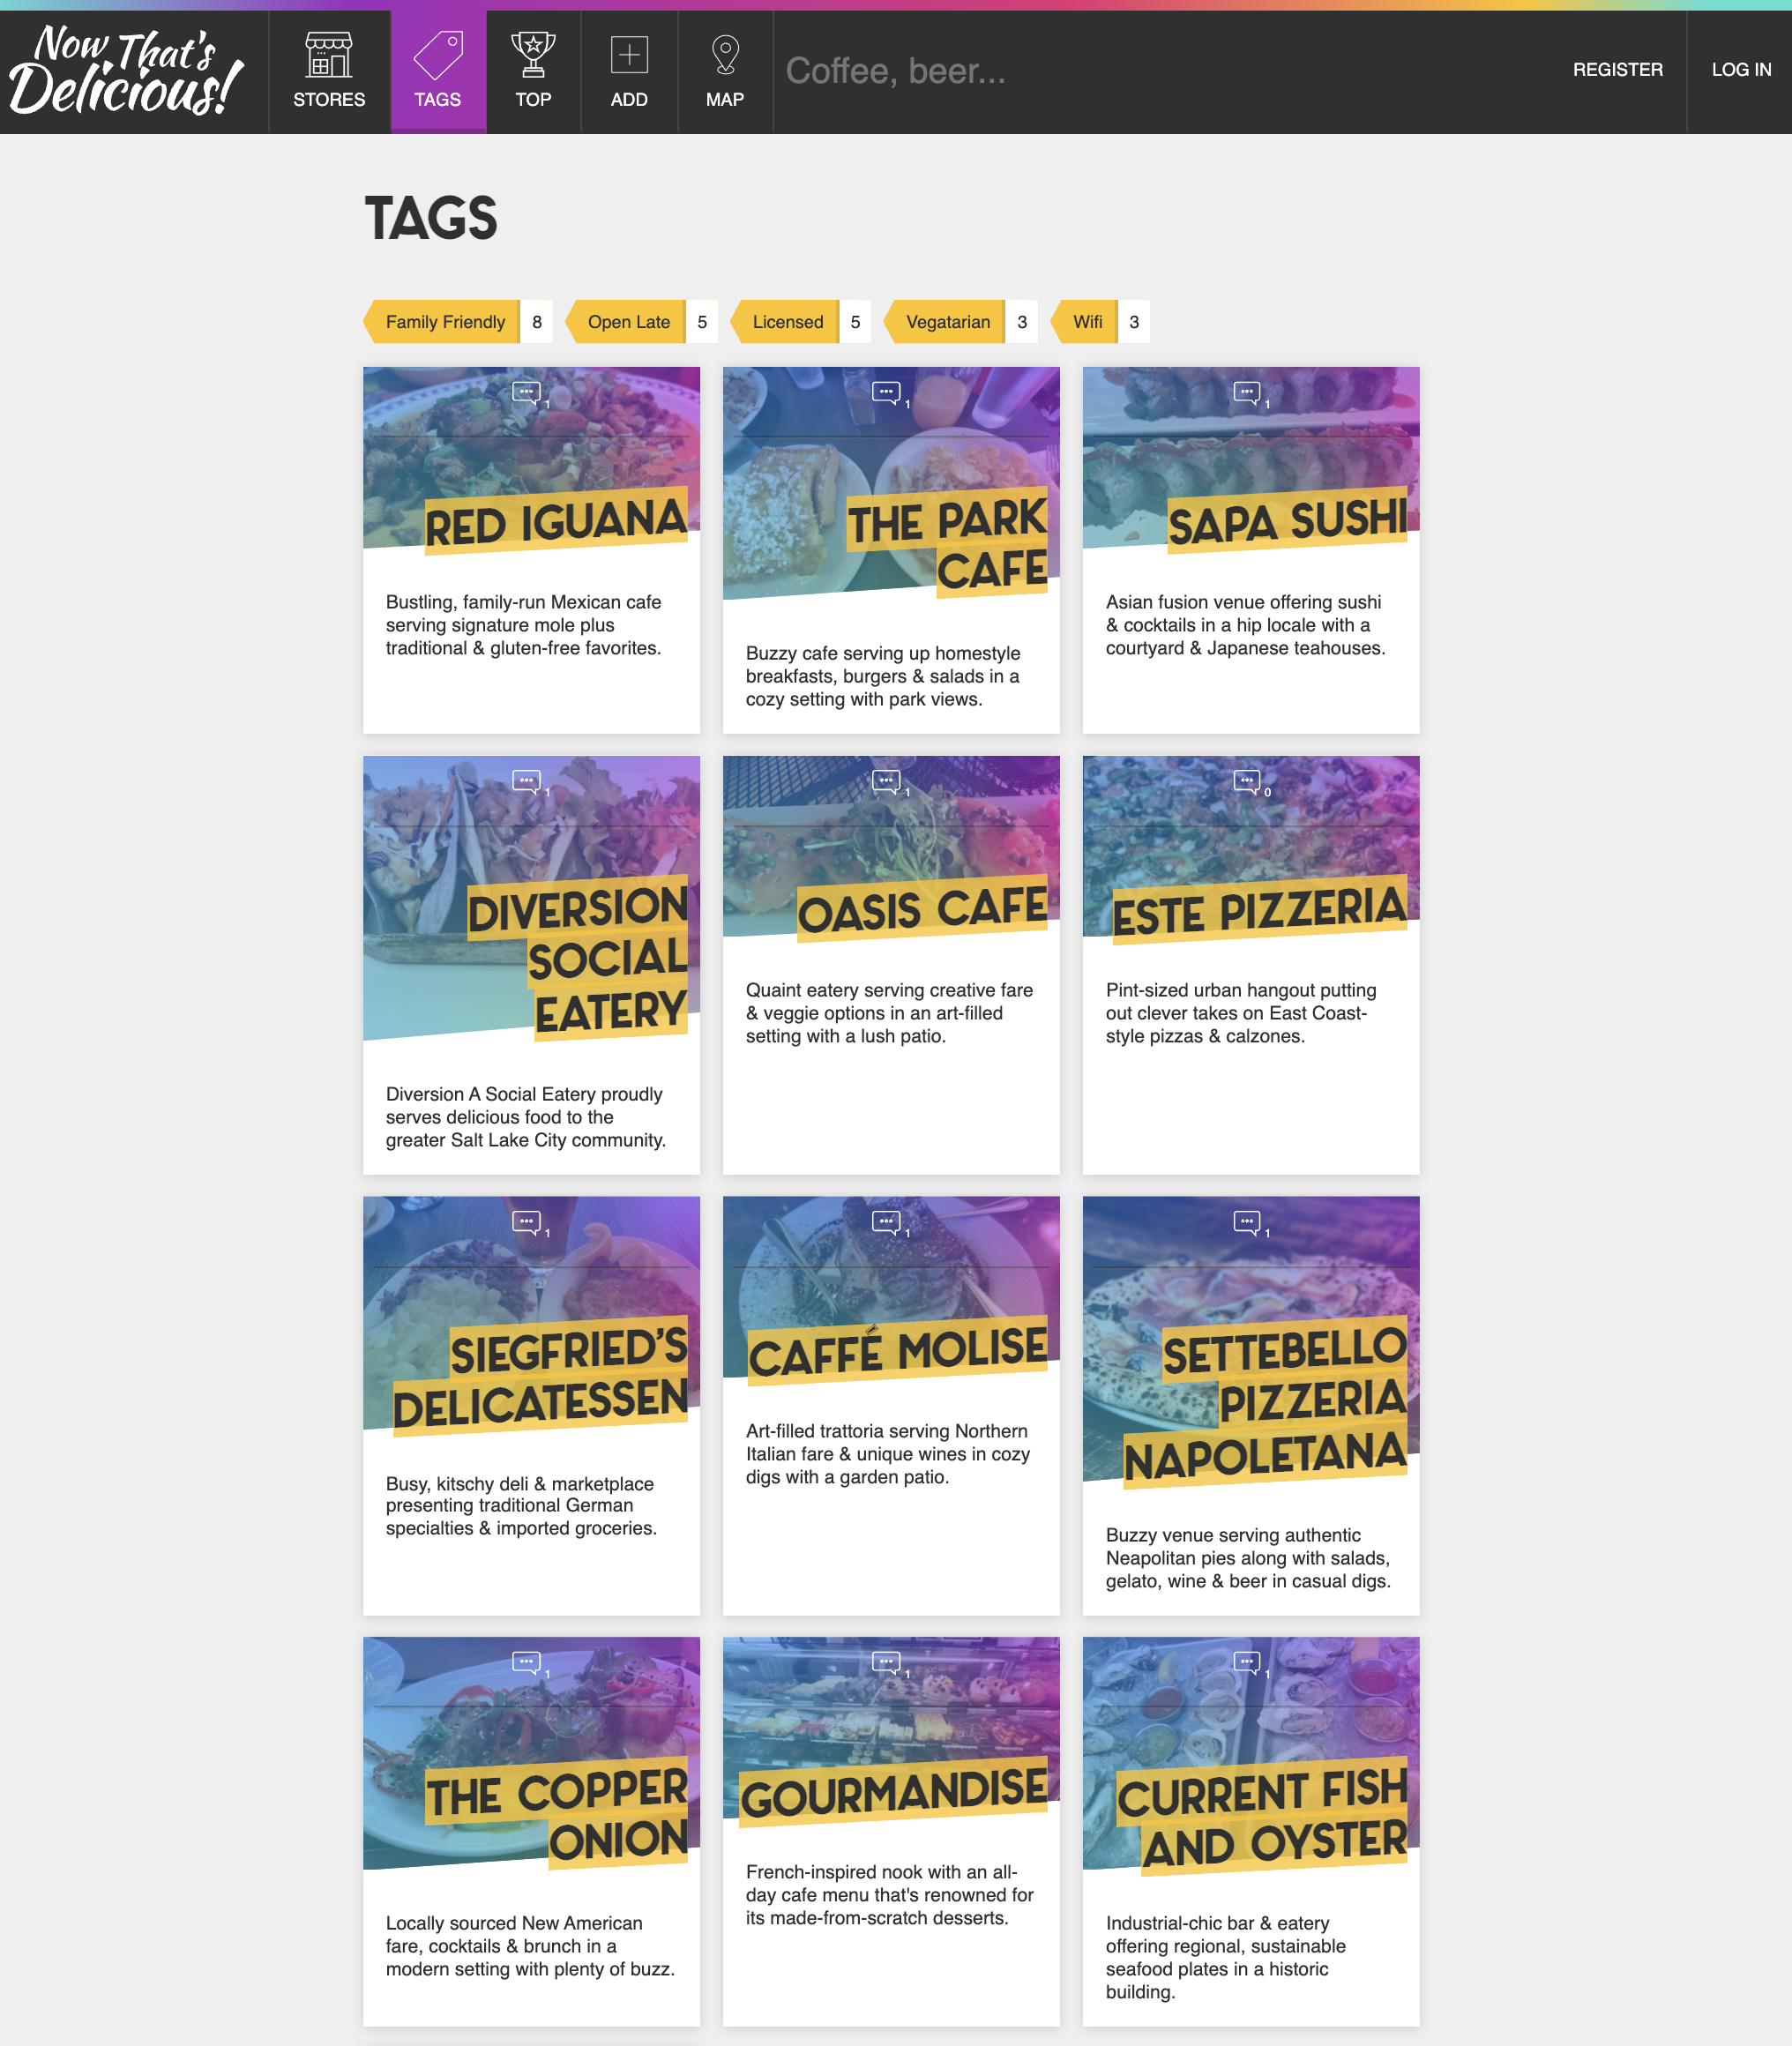 Now That's
Delicious!
STORES
TAGS
TOP
ADD
MAP
Coffee, beer...
REGISTER
LOG IN
TAGS
Family Friendly 8
Open Late 5
Licensed 5
Vegatarian 3
Wifi 3
1
RED IGUANA
Bustling, family-run Mexican cafe
serving signature mole plus
traditional & gluten-free favorites.
1
THE PARK
CAFE
Buzzy cafe serving up homestyle
breakfasts, burgers & salads in a
cozy setting with park views.
1
SAPA SUSHI
Asian fusion venue offering sushi
& cocktails in a hip locale with a
courtyard & Japanese teahouses.
1
DIVERSION
SOCIAL
EATERY
Diversion A Social Eatery proudly
serves delicious food to the
greater Salt Lake City community.
1
OASIS CAFE
Quaint eatery serving creative fare
& veggie options in an art-filled
setting with a lush patio.
0
ESTE PIZZERIA
Pint-sized urban hangout putting
out clever takes on East Coast-
style pizzas & calzones.
1
SIEGFRIED'S
DELICATESSEN
Busy, kitschy deli & marketplace
presenting traditional German
specialties & imported groceries.
1
CAFFÉ MOLISE
Art-filled trattoria serving Northern
Italian fare & unique wines in cozy
digs with a garden patio.
1
SETTEBELLO
PIZZERIA
NAPOLETANA
Buzzy venue serving authentic
Neapolitan pies along with salads,
gelato, wine & beer in casual digs.
1
THE COPPER
ONION
Locally sourced New American
fare, cocktails & brunch in a
modern setting with plenty of buzz.
1
GOURMANDISE
French-inspired nook with an all-
day cafe menu that's renowned for
its made-from-scratch desserts.
1
CURRENT FISH
AND OYSTER
Industrial-chic bar & eatery
offering regional, sustainable
seafood plates in a historic
building.